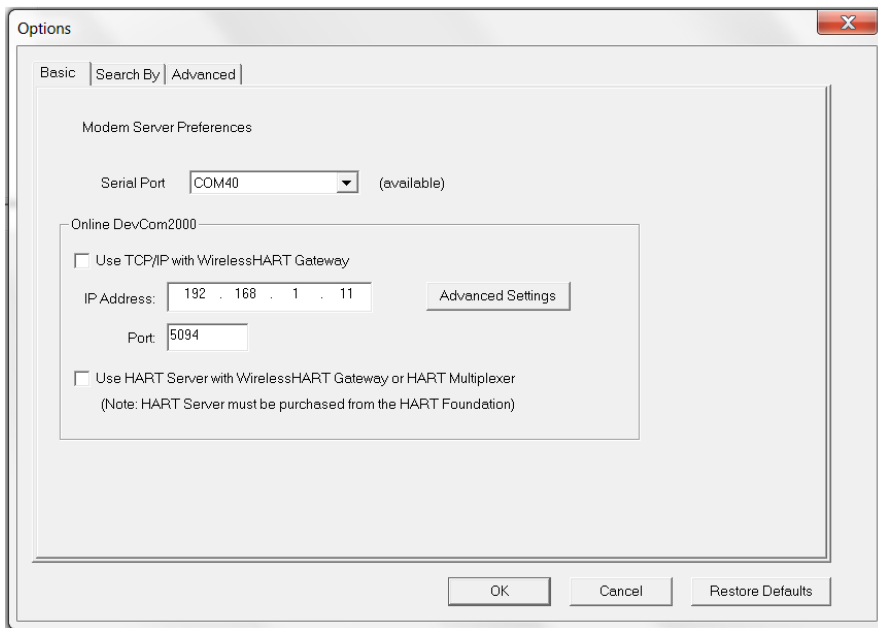 Options
Basic Search By Advanced
Modem Server Preferences
Serial Port COM40 (available)
Online DevCom2000
Use TCP/IP with WirelessHART Gateway
IP Address: 192 . 168 . 1 . 11 Advanced Settings
Port: 5094
Use HART Server with WirelessHART Gateway or HART Multiplexer
(Note: HART Server must be purchased from the HART Foundation)
OK Cancel Restore Defaults